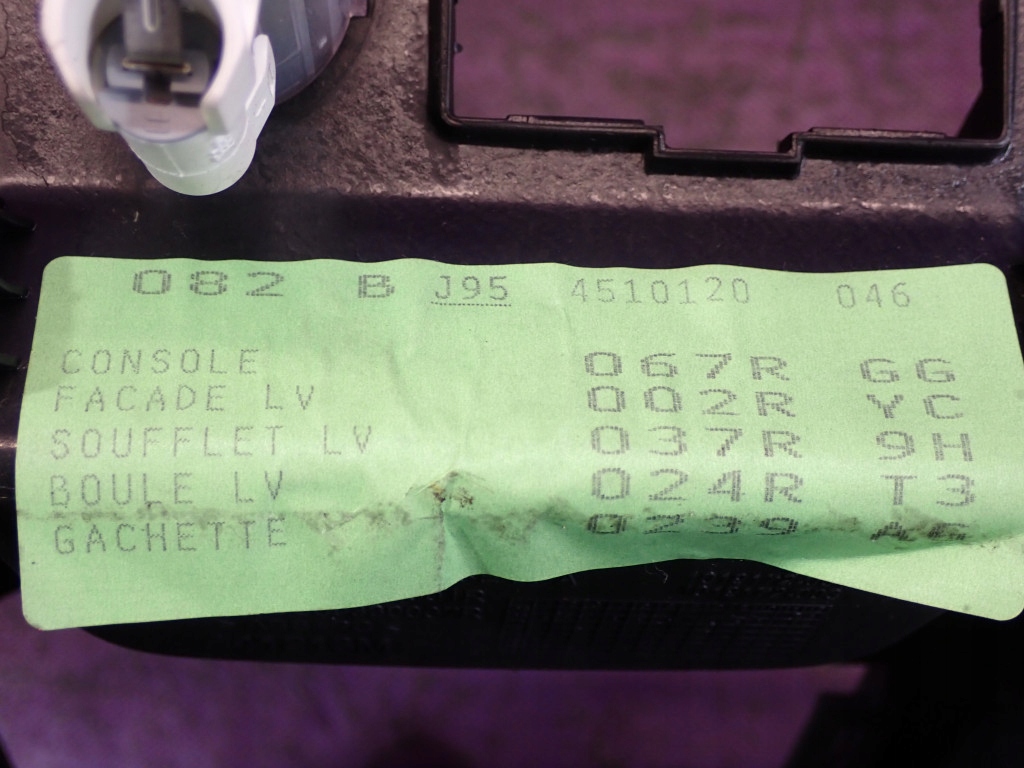 082 B J95 4510120 046
CONSOLE 067R GG
FACADE LV 002R YC
SOUFFLET LV 037R 9H
BOULE LV 024R T3
GACHETTE 0239